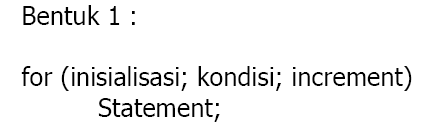 Bentuk 1 :
for (inisialisasi; kondisi; increment)
Statement;